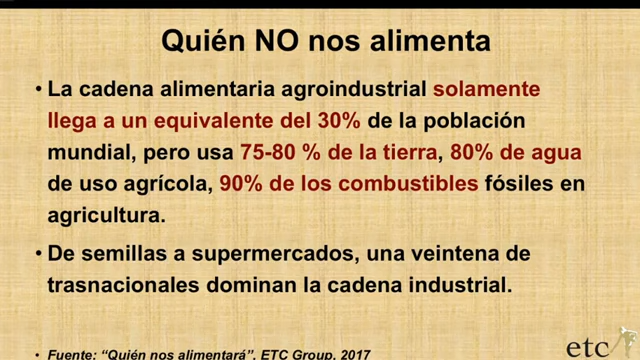 Quién NO nos alimenta
• La cadena alimentaria agroindustrial solamente
llega a un equivalente del 30% de la población
mundial, pero usa 75-80 % de la tierra, 80% de agua
de uso agrícola, 90% de los combustibles fósiles en
agricultura.
• De semillas a supermercados, una veintena de
trasnacionales dominan la cadena industrial.
• Fuente: “Quién nos alimentará”, ETC Group, 2017
etc